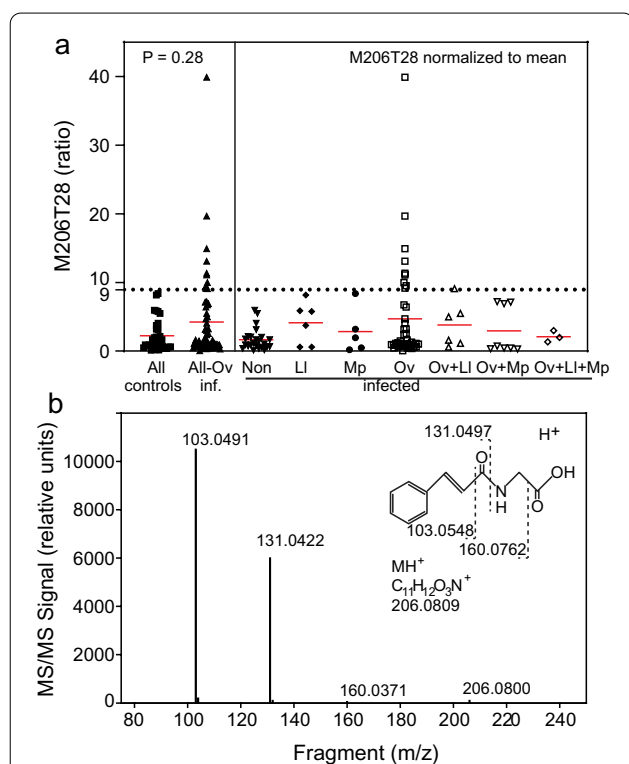 a
P = 0.28
M206T28 normalized to mean
M206T28 (ratio)
40
30
20
10
9
0
All controls
All-Ov inf.
Non
Ll
Mp
Ov
Ov+Ll
Ov+Mp
Ov+Ll+Mp
infected
b
MS/MS Signal (relative units)
10000
8000
6000
4000
2000
0
103.0491
131.0422
160.0371
206.0800
131.0497
H+
O
OH
N
H
O
103.0548
160.0762
MH+
C11H12O3N+
206.0809
80 100 120 140 160 180 200 220 240
Fragment (m/z)